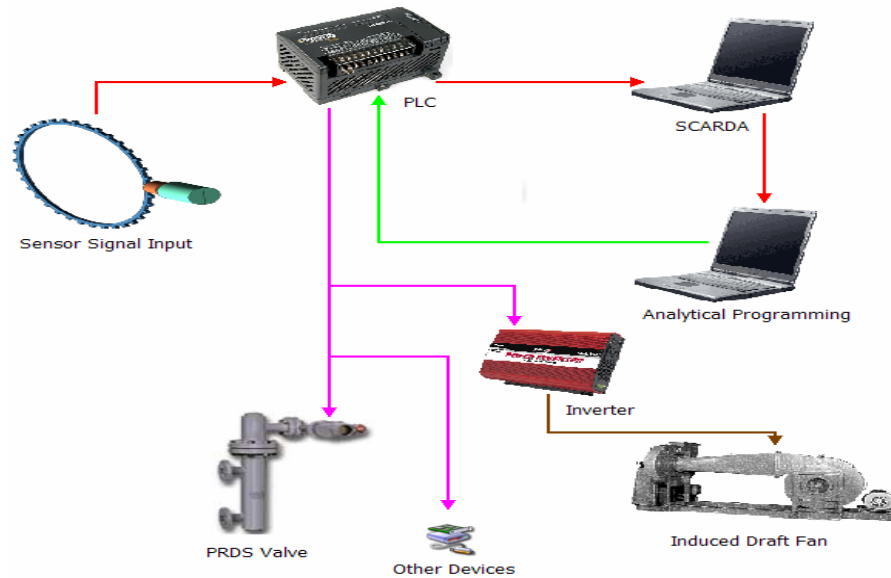 PLC
SCARDA
Sensor Signal Input
Analytical Programming
Inverter
PRDS Valve
Induced Draft Fan
Other Devices